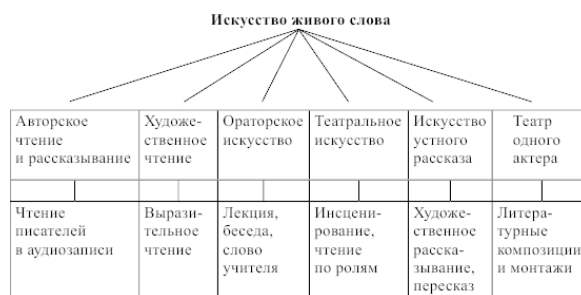 Искусство живого слова
Авторское
чтение
и рассказывание
Художе-
ственное
чтение
Ораторское
искусство
Театральное
искусство
Искусство
устного
рассказа
Театр
одного
актера
Чтение
писателей
в аудиозаписи
Вырази-
тельное
чтение
Лекция,
беседа,
слово
учителя
Инсцени-
рование,
чтение
по ролям
Художе-
ственное
расска-
зывание,
пересказ
Литера-
турные
композиции
и монтажи